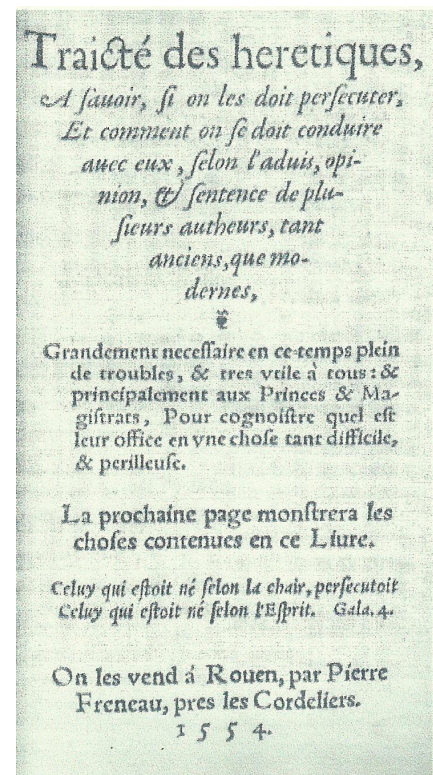 Traicté des heretiques,
A ſauoir, ſi on les doit perſecuter,
Et comment on ſe doit conduire
auec eux, ſelon l'aduis, opi-
nion, & ſentence de plu-
ſieurs autheurs, tant
anciens, que mo-
dernes,
❦
Grandement neceſſaire en ce temps plein
de troubles, & tres vtile à tous: &
principalement aux Princes & Ma-
giſtrats, Pour cognoiſtre quel eſt
leur office en vne choſe tant difficile,
& perilleuſe.
La prochaine page monſtrera les
choſes contenues en ce Liure.
Celuy qui eſtoit né ſelon la chair, perſecutoit
Celuy qui eſtoit né ſelon l'Eſprit. Gala. 4.
On les vend á Rouen, par Pierre
Freneau, pres les Cordeliers.
1554.